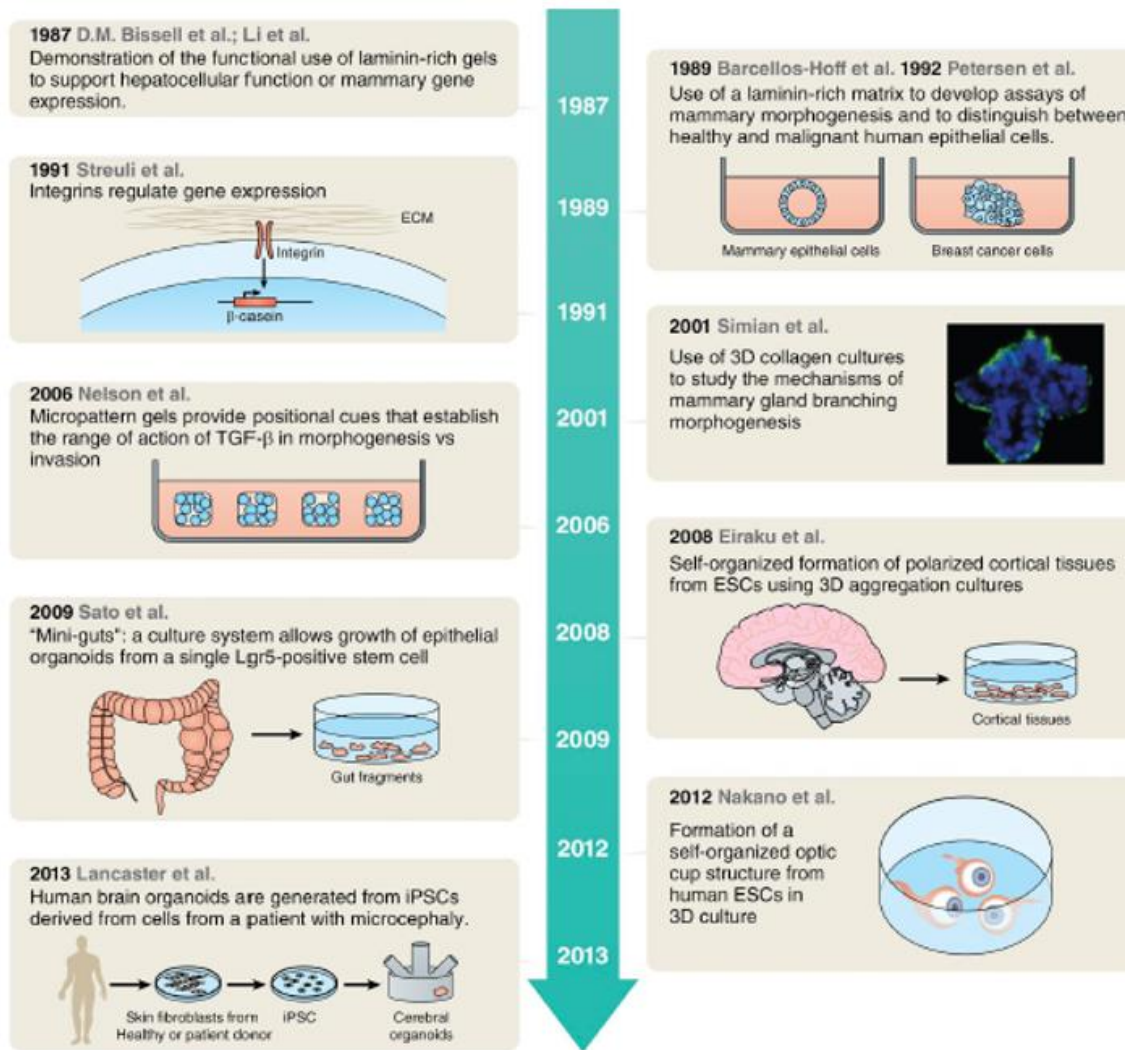 1987 D.M. Bissell et al.; Li et al.
Demonstration of the functional use of laminin-rich gels
to support hepatocellular function or mammary gene
expression.
1987
1989 Barcellos-Hoff et al. 1992 Petersen et al.
Use of a laminin-rich matrix to develop assays of
mammary morphogenesis and to distinguish between
healthy and malignant human epithelial cells.
Mammary epithelial cells
Breast cancer cells
1989
1991 Streuli et al.
Integrins regulate gene expression
ECM
Integrin
β-casein
1991
2001 Simian et al.
Use of 3D collagen cultures
to study the mechanisms of
mammary gland branching
morphogenesis
2001
2006 Nelson et al.
Micropattern gels provide positional cues that establish
the range of action of TGF-β in morphogenesis vs
invasion
2006
2008 Eiraku et al.
Self-organized formation of polarized cortical tissues
from ESCs using 3D aggregation cultures
Cortical tissues
2008
2009 Sato et al.
"Mini-guts": a culture system allows growth of epithelial
organoids from a single Lgr5-positive stem cell
Gut fragments
2009
2012 Nakano et al.
Formation of a
self-organized optic
cup structure from
human ESCs in
3D culture
2012
2013 Lancaster et al.
Human brain organoids are generated from iPSCs
derived from cells from a patient with microcephaly.
Skin fibroblasts from
Healthy or patient donor
iPSC
Cerebral
organoids
2013